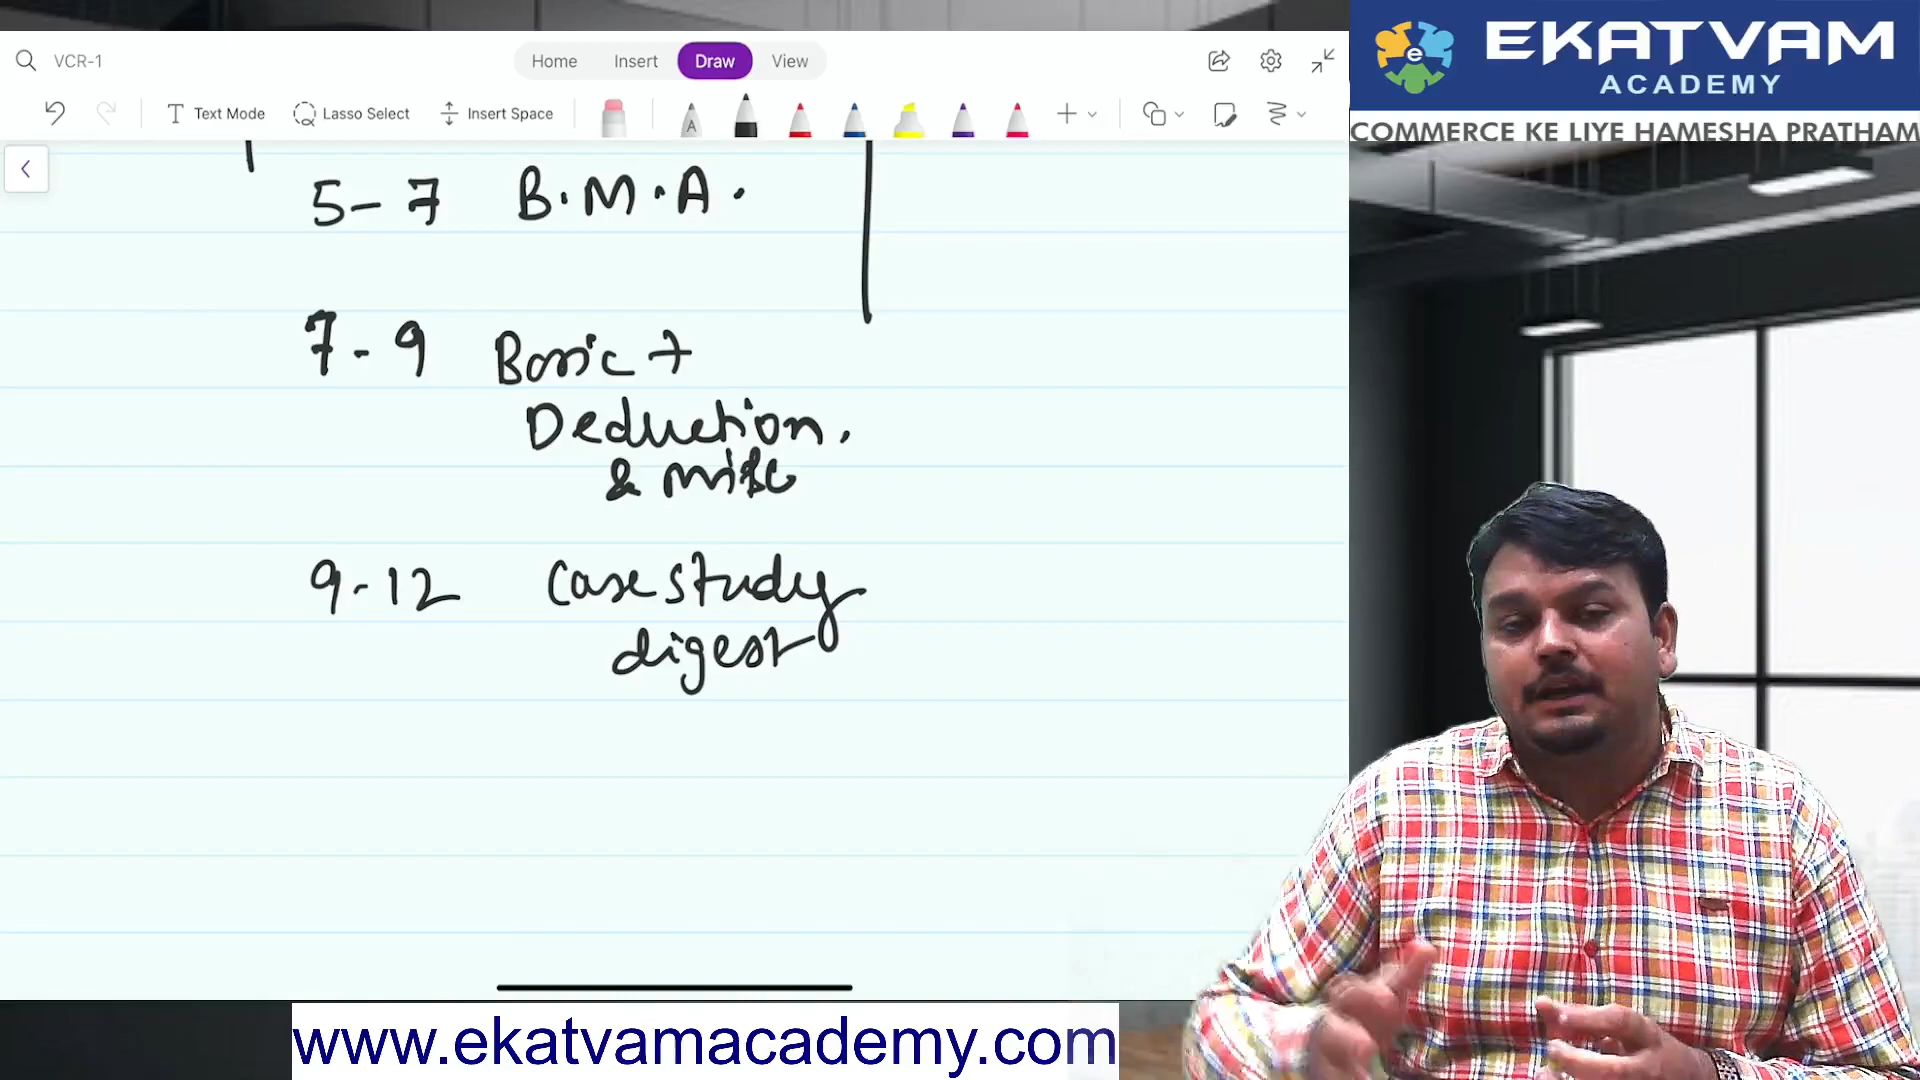 EKATVAM
ACADEMY
COMMERCE KE LIYE HAMESHA PRATHAM
VCR-1
Home Insert Draw View
Text Mode Lasso Select Insert Space
5-7 B.M.A.
7-9 Basic +
Deduction.
& misc
9-12 Case study
digest
www.ekatvamacademy.com